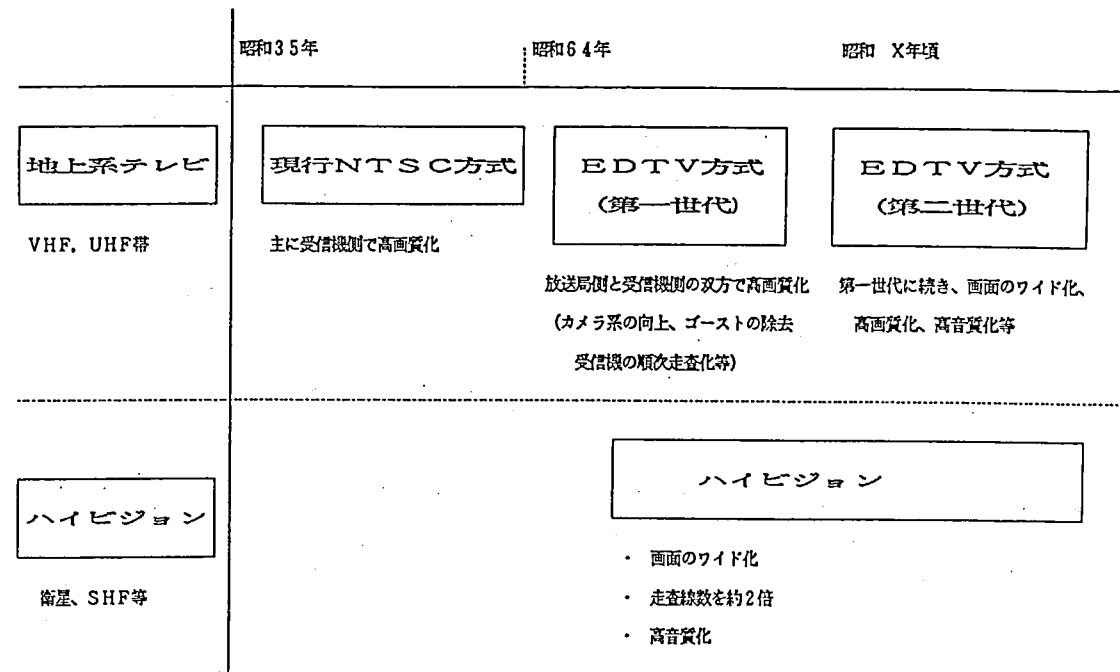 昭和35年
昭和64年
昭和 X年頃
地上系テレビ
現行NTSC方式
EDTV方式
(第一世代)
EDTV方式
(第二世代)
VHF,UHF帯
主に受信機側で高画質化
放送局側と受信機側の双方で高画質化
(カメラ系の向上、ゴーストの除去
受信機の順次走査化等)
第一世代に続き、画面のワイド化、
高画質化、高音質化等
ハイビジョン
ハイビジョン
衛星、SHF等
・ 画面のワイド化
・ 走査線数を約2倍
・ 高音質化